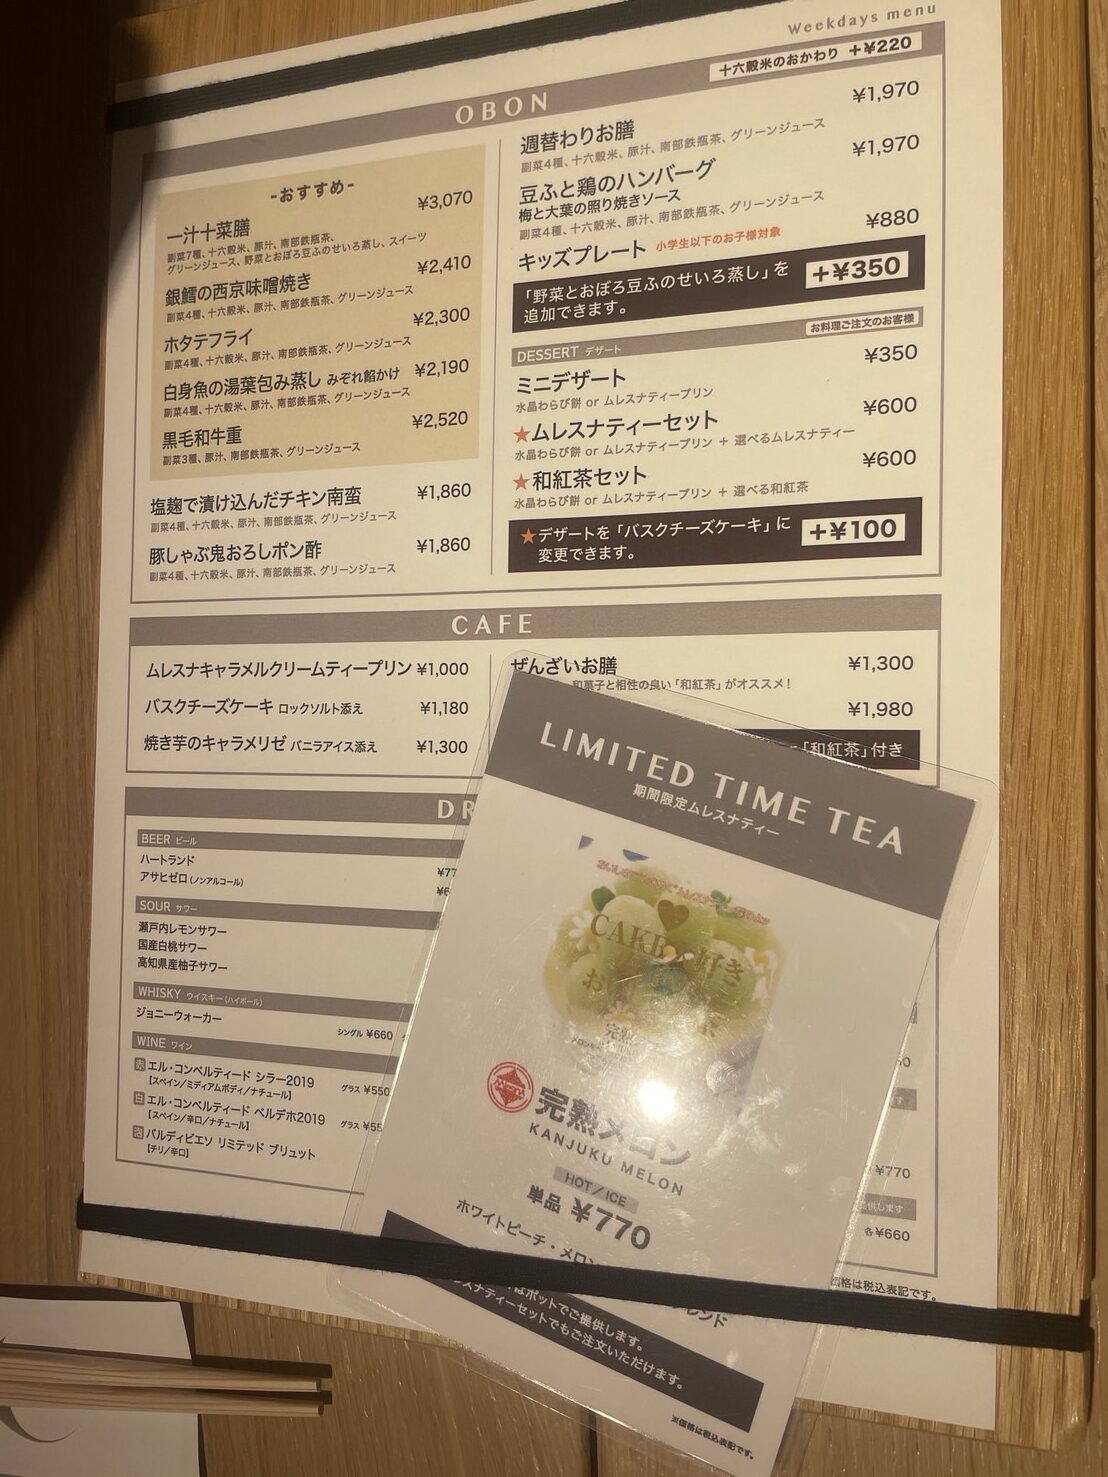 Weekdays menu
十六穀米のおかわり +¥220
OBON
-おすすめ-
一汁十菜膳 ¥3,070
副菜7種、十六穀米、豚汁、南部鉄瓶茶、
グリーンジュース、野菜とおぼろ豆ふのせいろ蒸し、スイーツ
銀鱈の西京味噌焼き ¥2,410
副菜4種、十六穀米、豚汁、南部鉄瓶茶、グリーンジュース
ホタテフライ ¥2,300
副菜4種、十六穀米、豚汁、南部鉄瓶茶、グリーンジュース
白身魚の湯葉包み蒸し みぞれ餡かけ ¥2,190
副菜4種、十六穀米、豚汁、南部鉄瓶茶、グリーンジュース
黒毛和牛重 ¥2,520
副菜3種、豚汁、南部鉄瓶茶、グリーンジュース
塩麹で漬け込んだチキン南蛮 ¥1,860
副菜4種、十六穀米、豚汁、南部鉄瓶茶、グリーンジュース
豚しゃぶ鬼おろしポン酢 ¥1,860
副菜4種、十六穀米、豚汁、南部鉄瓶茶、グリーンジュース
週替わりお膳 ¥1,970
副菜4種、十六穀米、豚汁、南部鉄瓶茶、グリーンジュース
豆ふと鶏のハンバーグ ¥1,970
梅と大葉の照り焼きソース
副菜4種、十六穀米、豚汁、南部鉄瓶茶、グリーンジュース
キッズプレート 小学生以下のお子様対象 ¥880
「野菜とおぼろ豆ふのせいろ蒸し」を
追加できます。 +¥350
DESSERT デザート お料理ご注文のお客様
ミニデザート ¥350
水晶わらび餅 or ムレスナティープリン
★ムレスナティーセット ¥600
水晶わらび餅 or ムレスナティープリン + 選べるムレスナティー
★和紅茶セット ¥600
水晶わらび餅 or ムレスナティープリン + 選べる和紅茶
★デザートを「バスクチーズケーキ」に
変更できます。 +¥100
CAFE
ムレスナキャラメルクリームティープリン ¥1,000
バスクチーズケーキ ロックソルト添え ¥1,180
焼き芋のキャラメリゼ バニラアイス添え ¥1,300
ぜんざいお膳 ¥1,300
和菓子と相性の良い「和紅茶」がオススメ!
¥1,980
「和紅茶」付き
DR
BEER ビール
ハートランド ¥77
アサヒゼロ (ノンアルコール) ¥6
SOUR サワー
瀬戸内レモンサワー
国産白桃サワー
高知県産柚子サワー
WHISKY ウイスキー(ハイボール)
ジョニーウォーカー
シングル ¥660
WINE ワイン
赤 エル・コンベルティード シラー2019 グラス ¥550
【スペイン/ミディアムボディ/ナチュール】
白 エル・コンベルティード ベルデホ2019 グラス ¥55
【スペイン/辛口/ナチュール】
泡 バルディビエソ リミテッド ブリュット
【チリ/辛口】
¥770
各¥660
価格は税込表記です。
LIMITED TIME TEA
期間限定ムレスナティー
CAKE 好き
完熟メロン
KANJUKU MELON
HOT/ICE
単品 ¥770
ホワイトピーチ・メロン
レンド
はポットでご提供します。
スナティーセットでもご注文いただけます。
※価格は税込表記です。